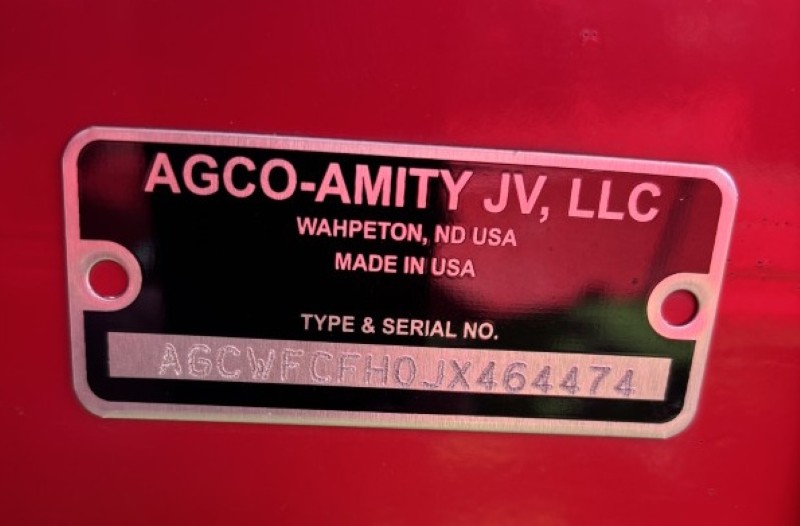 AGCO-AMITY JV, LLC
WAHPETON, ND USA
MADE IN USA
TYPE & SERIAL NO.
AGCWFCFH0JX464474